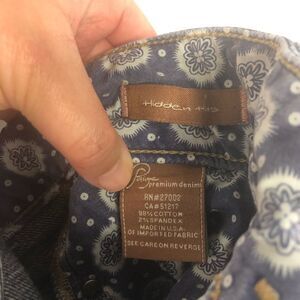 Hidden
premium denim
RN#27002
CA#51217
98% COTTON
2% SPANDEX
MADE IN U.S.A.
OF IMPORTED FABRIC
SEE CARE ON REVERSE